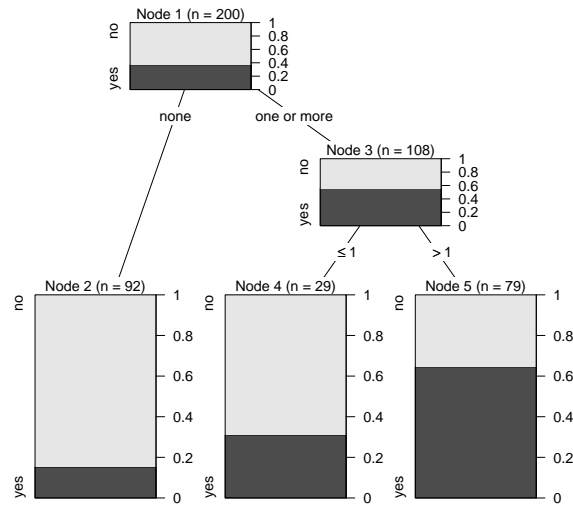 Node 1 (n = 200)
no
yes
1
0.8
0.6
0.4
0.2
0
none
one or more
Node 3 (n = 108)
no
yes
1
0.8
0.6
0.4
0.2
0
≤ 1
> 1
Node 2 (n = 92)
no
yes
1
0.8
0.6
0.4
0.2
0
Node 4 (n = 29)
no
yes
1
0.8
0.6
0.4
0.2
0
Node 5 (n = 79)
no
yes
1
0.8
0.6
0.4
0.2
0